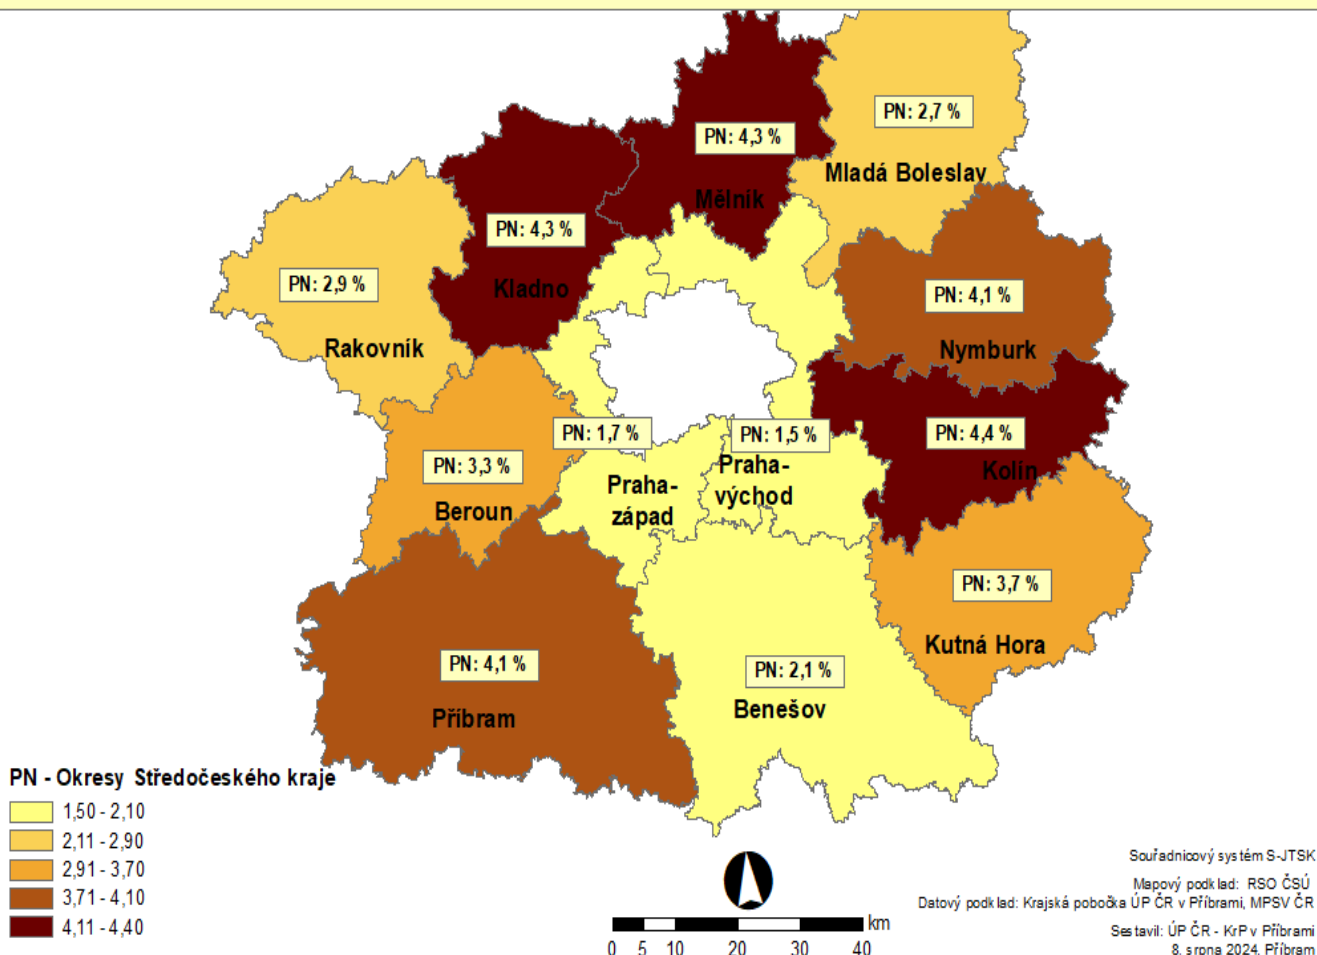 PN: 2,7 %
PN: 4,3 %
Mladá Boleslav
Mělník
PN: 4,3 %
PN: 2,9 %
Kladno
PN: 4,1 %
Rakovník
Nymburk
PN: 1,7 %
PN: 1,5 %
PN: 4,4 %
PN: 3,3 %
Praha-
východ
Kolín
Praha-
západ
Beroun
PN: 3,7 %
Kutná Hora
PN: 4,1 %
PN: 2,1 %
Příbram
Benešov
PN - Okresy Středočeského kraje
1,50 - 2,10
2,11 - 2,90
2,91 - 3,70
3,71 - 4,10
4,11 - 4,40
km
0 5 10 20 30 40
Souřadnicový systém S-JTSK
Mapový podklad: RSO ČSÚ
Datový podklad: Krajská pobočka ÚP ČR v Příbrami, MPSV ČR
Sestavil: ÚP ČR - KrP v Příbrami
8. srpna 2024, Příbram